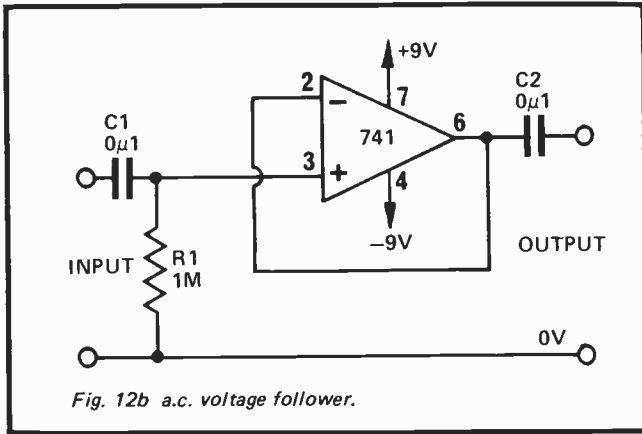 +9V
C2
0µ1
2
7
C1
0µ1
−
6
741
3
+
4
−9V
OUTPUT
INPUT
R1
1M
0V
Fig. 12b a.c. voltage follower.